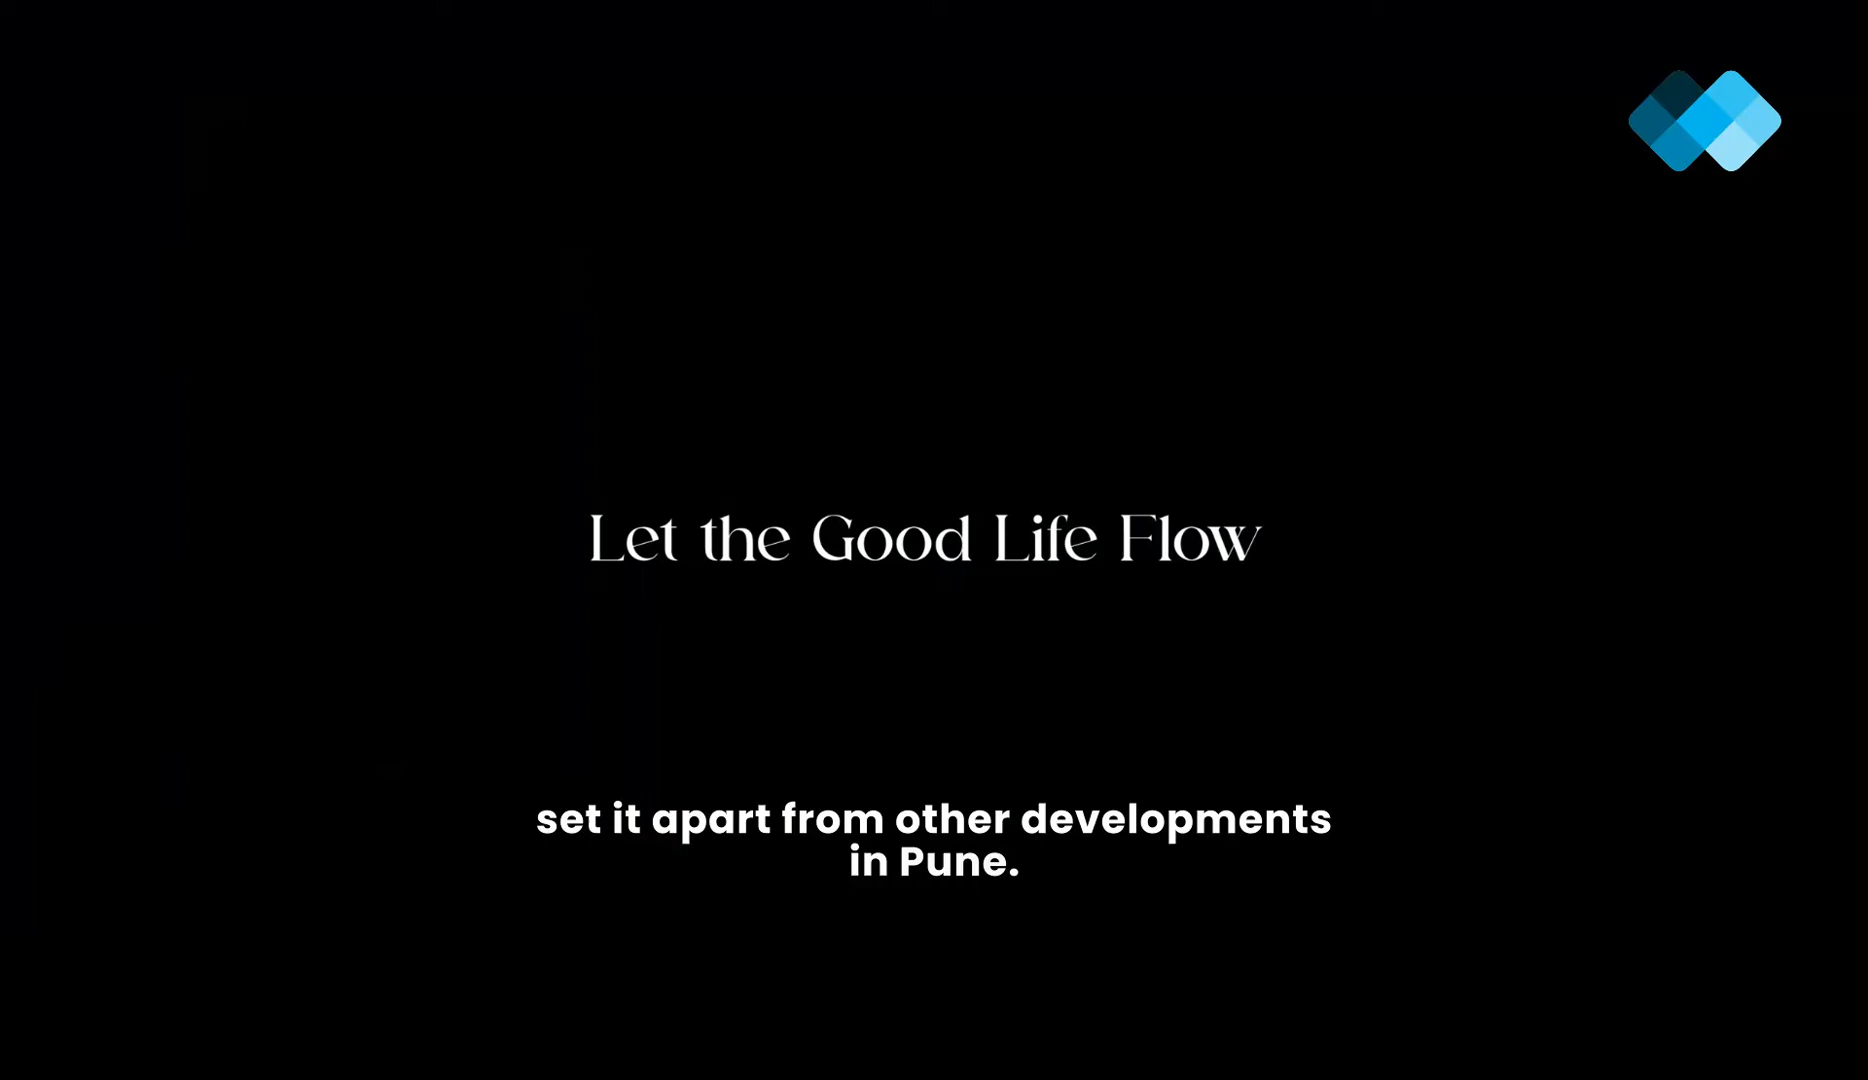 Let the Good Life Flow
set it apart from other developments
in Pune.